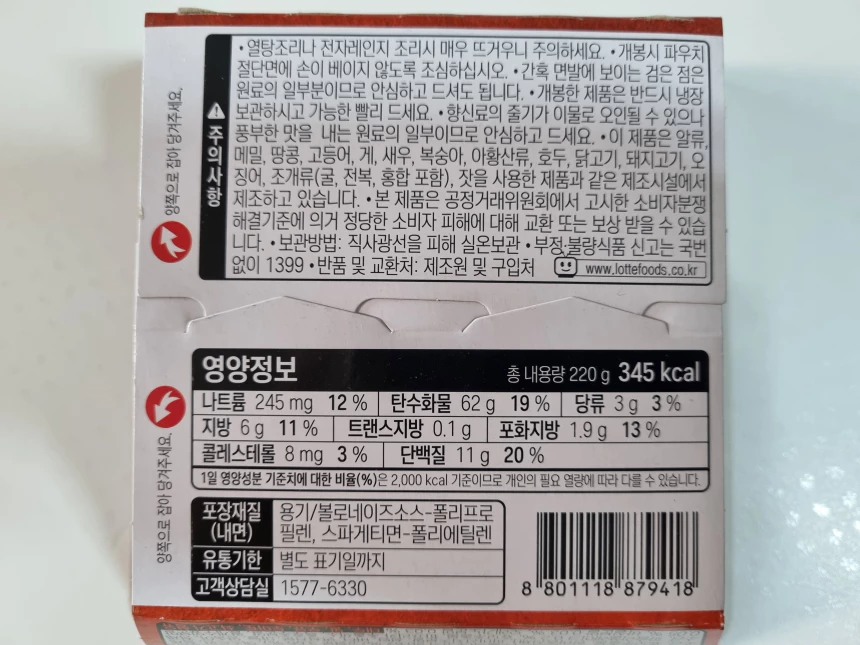 양쪽으로 잡아 당겨주세요.
주의사항
• 열탕조리나 전자레인지 조리시 매우 뜨거우니 주의하세요. • 개봉시 파우치
절단면에 손이 베이지 않도록 조심하십시오. • 간혹 면발에 보이는 검은 점은
원료의 일부분이므로 안심하고 드셔도 됩니다. • 개봉한 제품은 반드시 냉장
보관하시고 가능한 빨리 드세요. • 향신료의 줄기가 이물로 오인될 수 있으나
풍부한 맛을 내는 원료의 일부이므로 안심하고 드세요. • 이 제품은 알류,
메밀, 땅콩, 고등어, 게, 새우, 복숭아, 아황산류, 호두, 닭고기, 돼지고기, 오
징어, 조개류(굴, 전복, 홍합 포함), 잣을 사용한 제품과 같은 제조시설에서
제조하고 있습니다. • 본 제품은 공정거래위원회에서 고시한 소비자분쟁
해결기준에 의거 정당한 소비자 피해에 대해 교환 또는 보상 받을 수 있습
니다. • 보관방법: 직사광선을 피해 실온보관 • 부정·불량식품 신고는 국번
없이 1399 • 반품 및 교환처: 제조원 및 구입처 www.lottefoods.co.kr
양쪽으로 잡아 당겨주세요.
영양정보 총 내용량 220 g 345 kcal
나트륨 245 mg 12 % 탄수화물 62 g 19 % 당류 3 g 3 %
지방 6 g 11 % 트랜스지방 0.1 g 포화지방 1.9 g 13 %
콜레스테롤 8 mg 3 % 단백질 11 g 20 %
1일 영양성분 기준치에 대한 비율(%)은 2,000 kcal 기준이므로 개인의 필요 열량에 따라 다를 수 있습니다.
포장재질 용기/볼로네이즈소스-폴리프로
(내면) 필렌, 스파게티면-폴리에틸렌
유통기한 별도 표기일까지
고객상담실 1577-6330
8 801118 879418